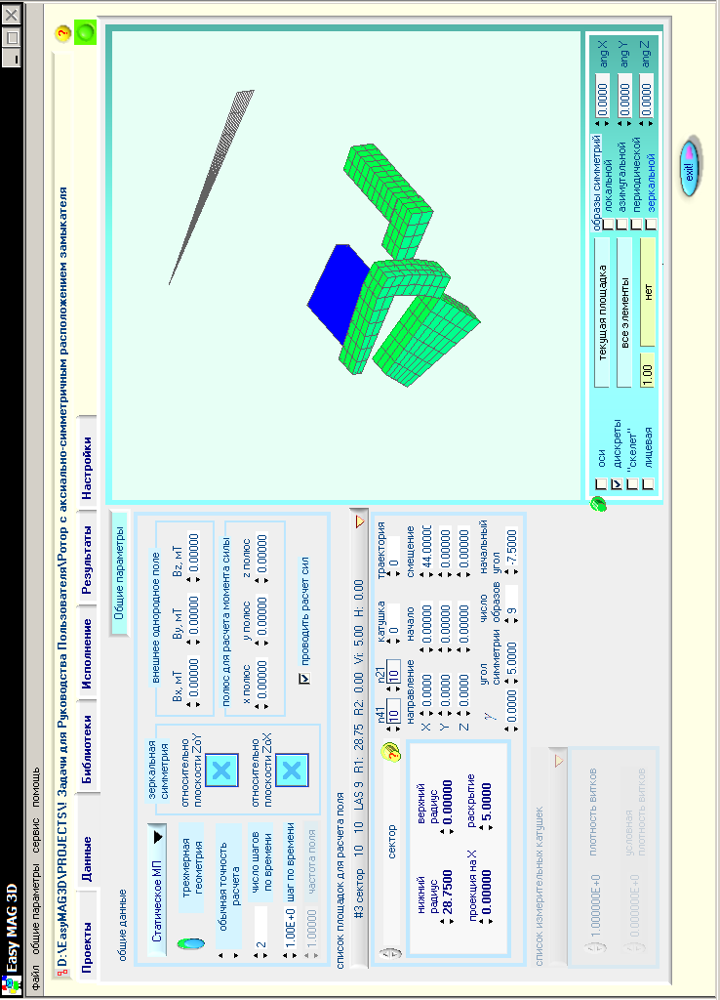 Easy MAG 3D
Файл общие параметры сервис помощь
D:\EasyMAG3D\PROJECTS\! Задачи для Руководства Пользователя\Ротор с аксиально-симметричным расположением замыкателя
?
Проекты Данные Библиотеки Исполнение Результаты Настройки
общие данные
Общие параметры
Статическое МП
трехмерная геометрия
обычная точность расчета
2 число шагов по времени
1.00E+0 шаг по времени
1.00000 частота поля
зеркальная симметрия
относительно плоскости ZoY
относительно плоскости ZoX
внешнее однородное поле
Bx, мТ By, мТ Bz, мТ
0.00000 0.00000 0.00000
полюс для расчета момента силы
x полюс y полюс z полюс
0.00000 0.00000 0.00000
проводить расчет сил
список площадок для расчета поля
#3 сектор 10 10 LAS 9 R1: 28.75 R2: 0.00 Vi: 5.00 H: 0.00
сектор
?
нижний радиус верхний радиус
28.7500 0.00000
проекция на X раскрытие
0.00000 5.0000
n41 n21 катушка траектория
10 10 0 0
направление начало смещение
X 0.0000 0.00000 44.0000
Y 0.0000 0.00000 0.00000
Z 0.0000 0.00000 0.00000
γ угол симметрии число образов начальный угол
0.0000 5.0000 9 -7.5000
список измерительных катушек
1.000000E+0 плотность витков
0.000000E+0 условная плотность витков
оси
дискреты
"скелет"
лицевая
текущая площадка
все элементы
1.00 нет
образы симметрий
локальной
азимутальной
периодической
зеркальной
0.0000 ang X
0.0000 ang Y
0.0000 ang Z
exit!